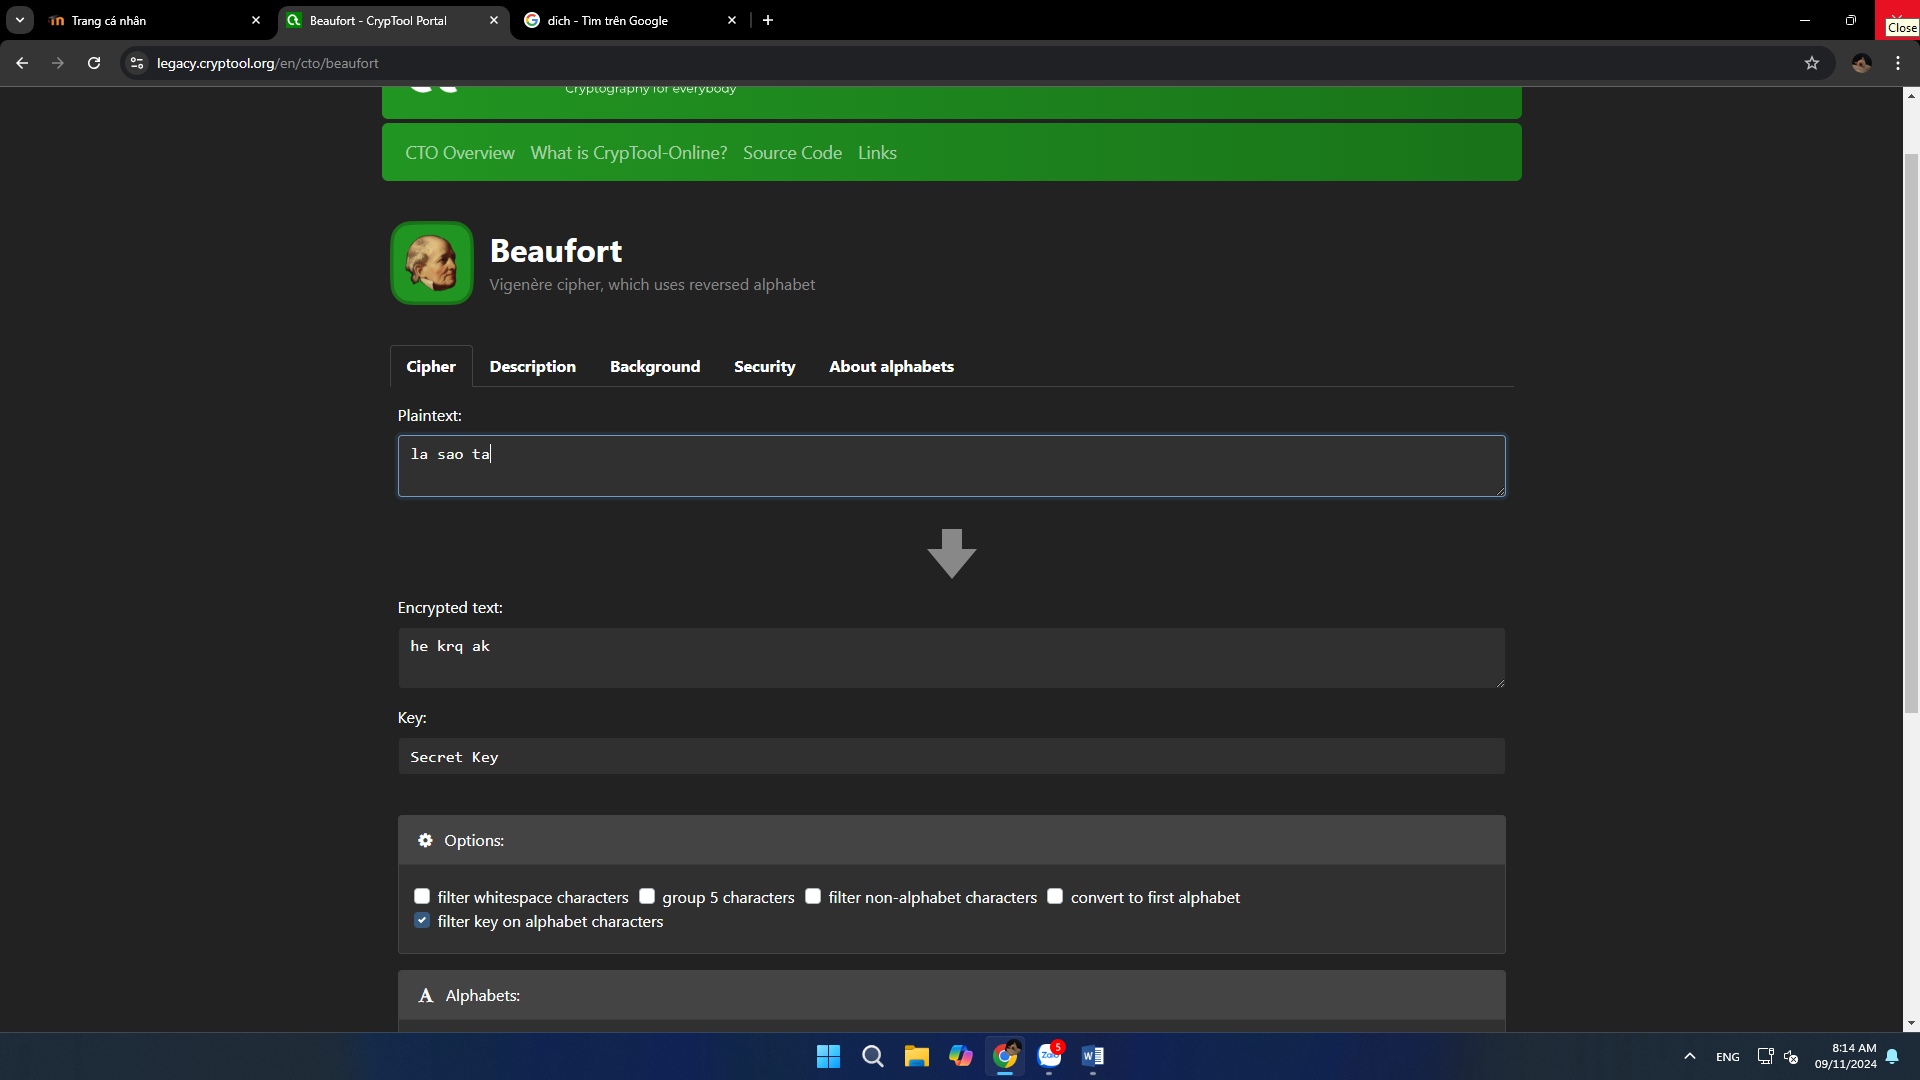 Trang cá nhân
Beaufort - CrypTool Portal
dich - Tìm trên Google
Close
legacy.cryptool.org/en/cto/beaufort
Cryptography for everybody
CTO Overview What is CrypTool-Online? Source Code Links
Beaufort
Vigenère cipher, which uses reversed alphabet
Cipher Description Background Security About alphabets
Plaintext:
la sao ta
Encrypted text:
he krq ak
Key:
Secret Key
Options:
filter whitespace characters group 5 characters filter non-alphabet characters convert to first alphabet
filter key on alphabet characters
Alphabets:
Zalo
5
ENG
8:14 AM
09/11/2024